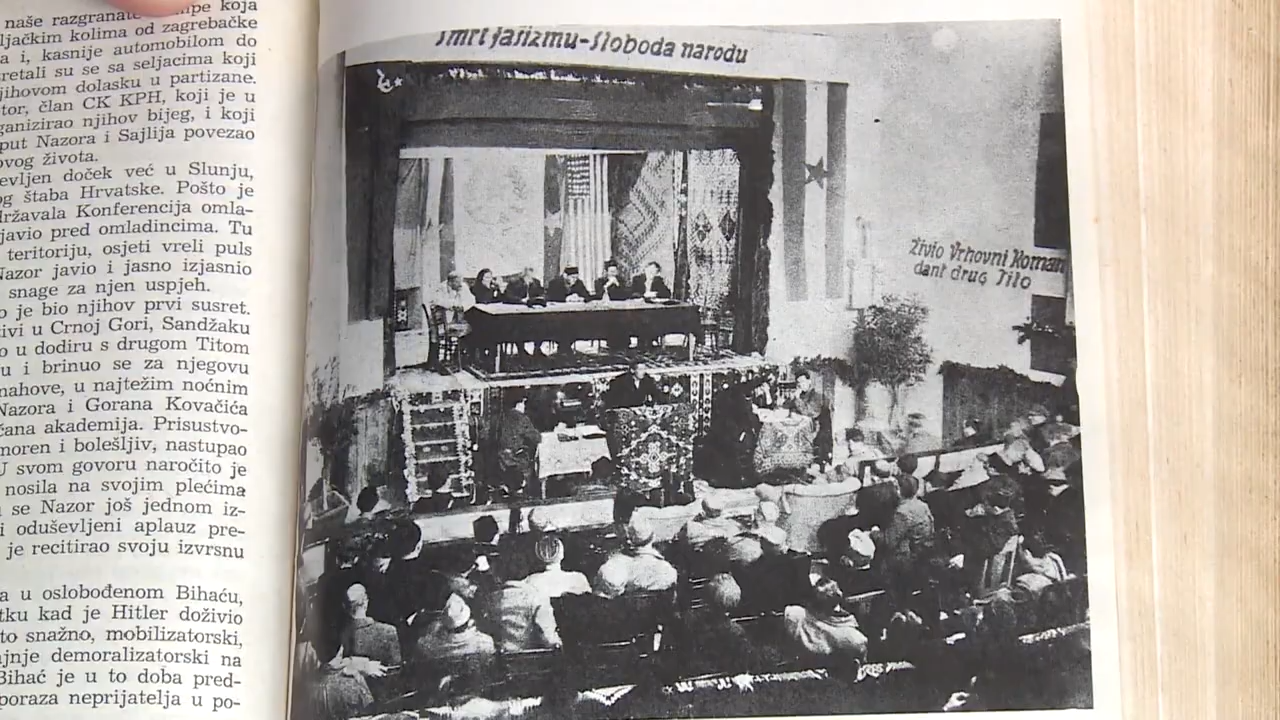 naše razgranate koja
ljačkim kolima od zagrebačke
a i, kasnije automobilom do
retali su se sa seljacima koji
jihovom dolasku u partizane.
tor, član CK KPH, koji je u
ganizirao njihov bijeg, i koji
put Nazora i Sajlija povezao
ovog života.
evljen doček već u Slunju,
og štaba Hrvatske. Pošto je
državala Konferencija omla-
javio pred omladincima. Tu
teritoriju, osjeti vreli puls
Nazor javio i jasno izjasnio
snage za njen uspjeh.
o je bio njihov prvi susret.
ivi u Crnoj Gori, Sandžaku
o u dodiru s drugom Titom
u i brinuo se za njegovu
nahove, u najtežim noćnim
Nazora i Gorana Kovačića
čana akademija. Prisustvo-
moren i bolešljiv, nastupao
U svom govoru naročito je
nosila na svojim plećima
se Nazor još jednom iz-
i oduševljeni aplauz pre-
je recitirao svoju izvrsnu
a u oslobođenom Bihaću,
tku kad je Hitler doživio
to snažno, mobilizatorski,
ajnje demoralizatorski na
Bihać je u to doba pred-
poraza neprijatelja u po-
Smrt fašizmu-Sloboda narodu
Živio Vrhovni Koman
dant drug Tito